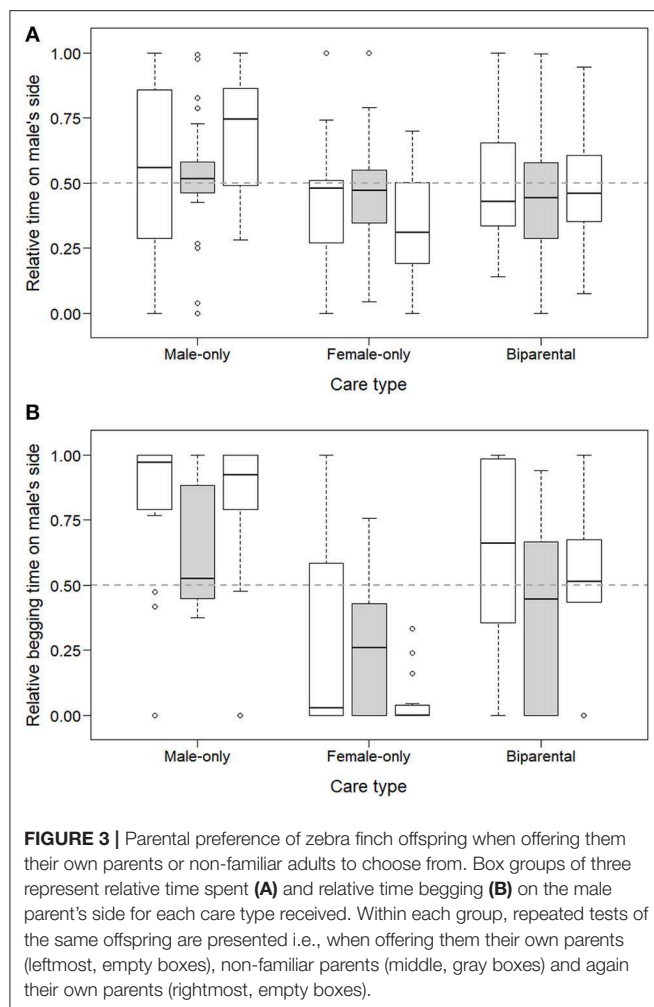 A
Relative time on male's side
1.00
0.75
0.50
0.25
0.00
Male-only
Female-only
Biparental
Care type
B
Relative begging time on male's side
1.00
0.75
0.50
0.25
0.00
Male-only
Female-only
Biparental
Care type
FIGURE 3 | Parental preference of zebra finch offspring when offering them
their own parents or non-familiar adults to choose from. Box groups of three
represent relative time spent (A) and relative time begging (B) on the male
parent's side for each care type received. Within each group, repeated tests of
the same offspring are presented i.e., when offering them their own parents
(leftmost, empty boxes), non-familiar parents (middle, gray boxes) and again
their own parents (rightmost, empty boxes).